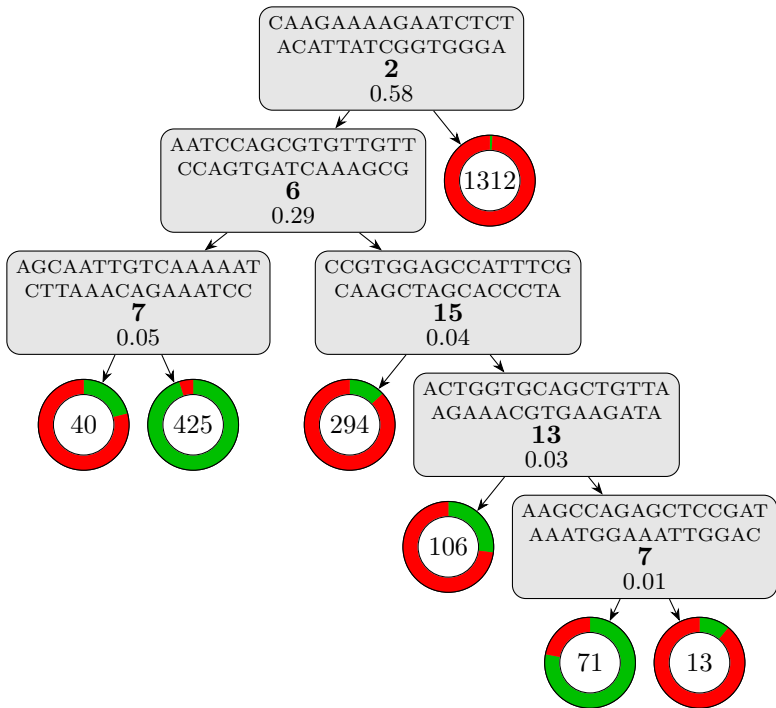 CAAGAAAAGAATCTCT
ACATTATCGGTGGGA
2
0.58
AATCCAGCGTGTTGTT
CCAGTGATCAAAGCG
6
0.29
1312
AGCAATTGTCAAAAAT
CTTAAACAGAAATCC
7
0.05
CCGTGGAGCCATTTCG
CAAGCTAGCACCCTA
15
0.04
40
425
294
ACTGGTGCAGCTGTTA
AGAAACGTGAAGATA
13
0.03
106
AAGCCAGAGCTCCGAT
AAATGGAAATTGGAC
7
0.01
71
13